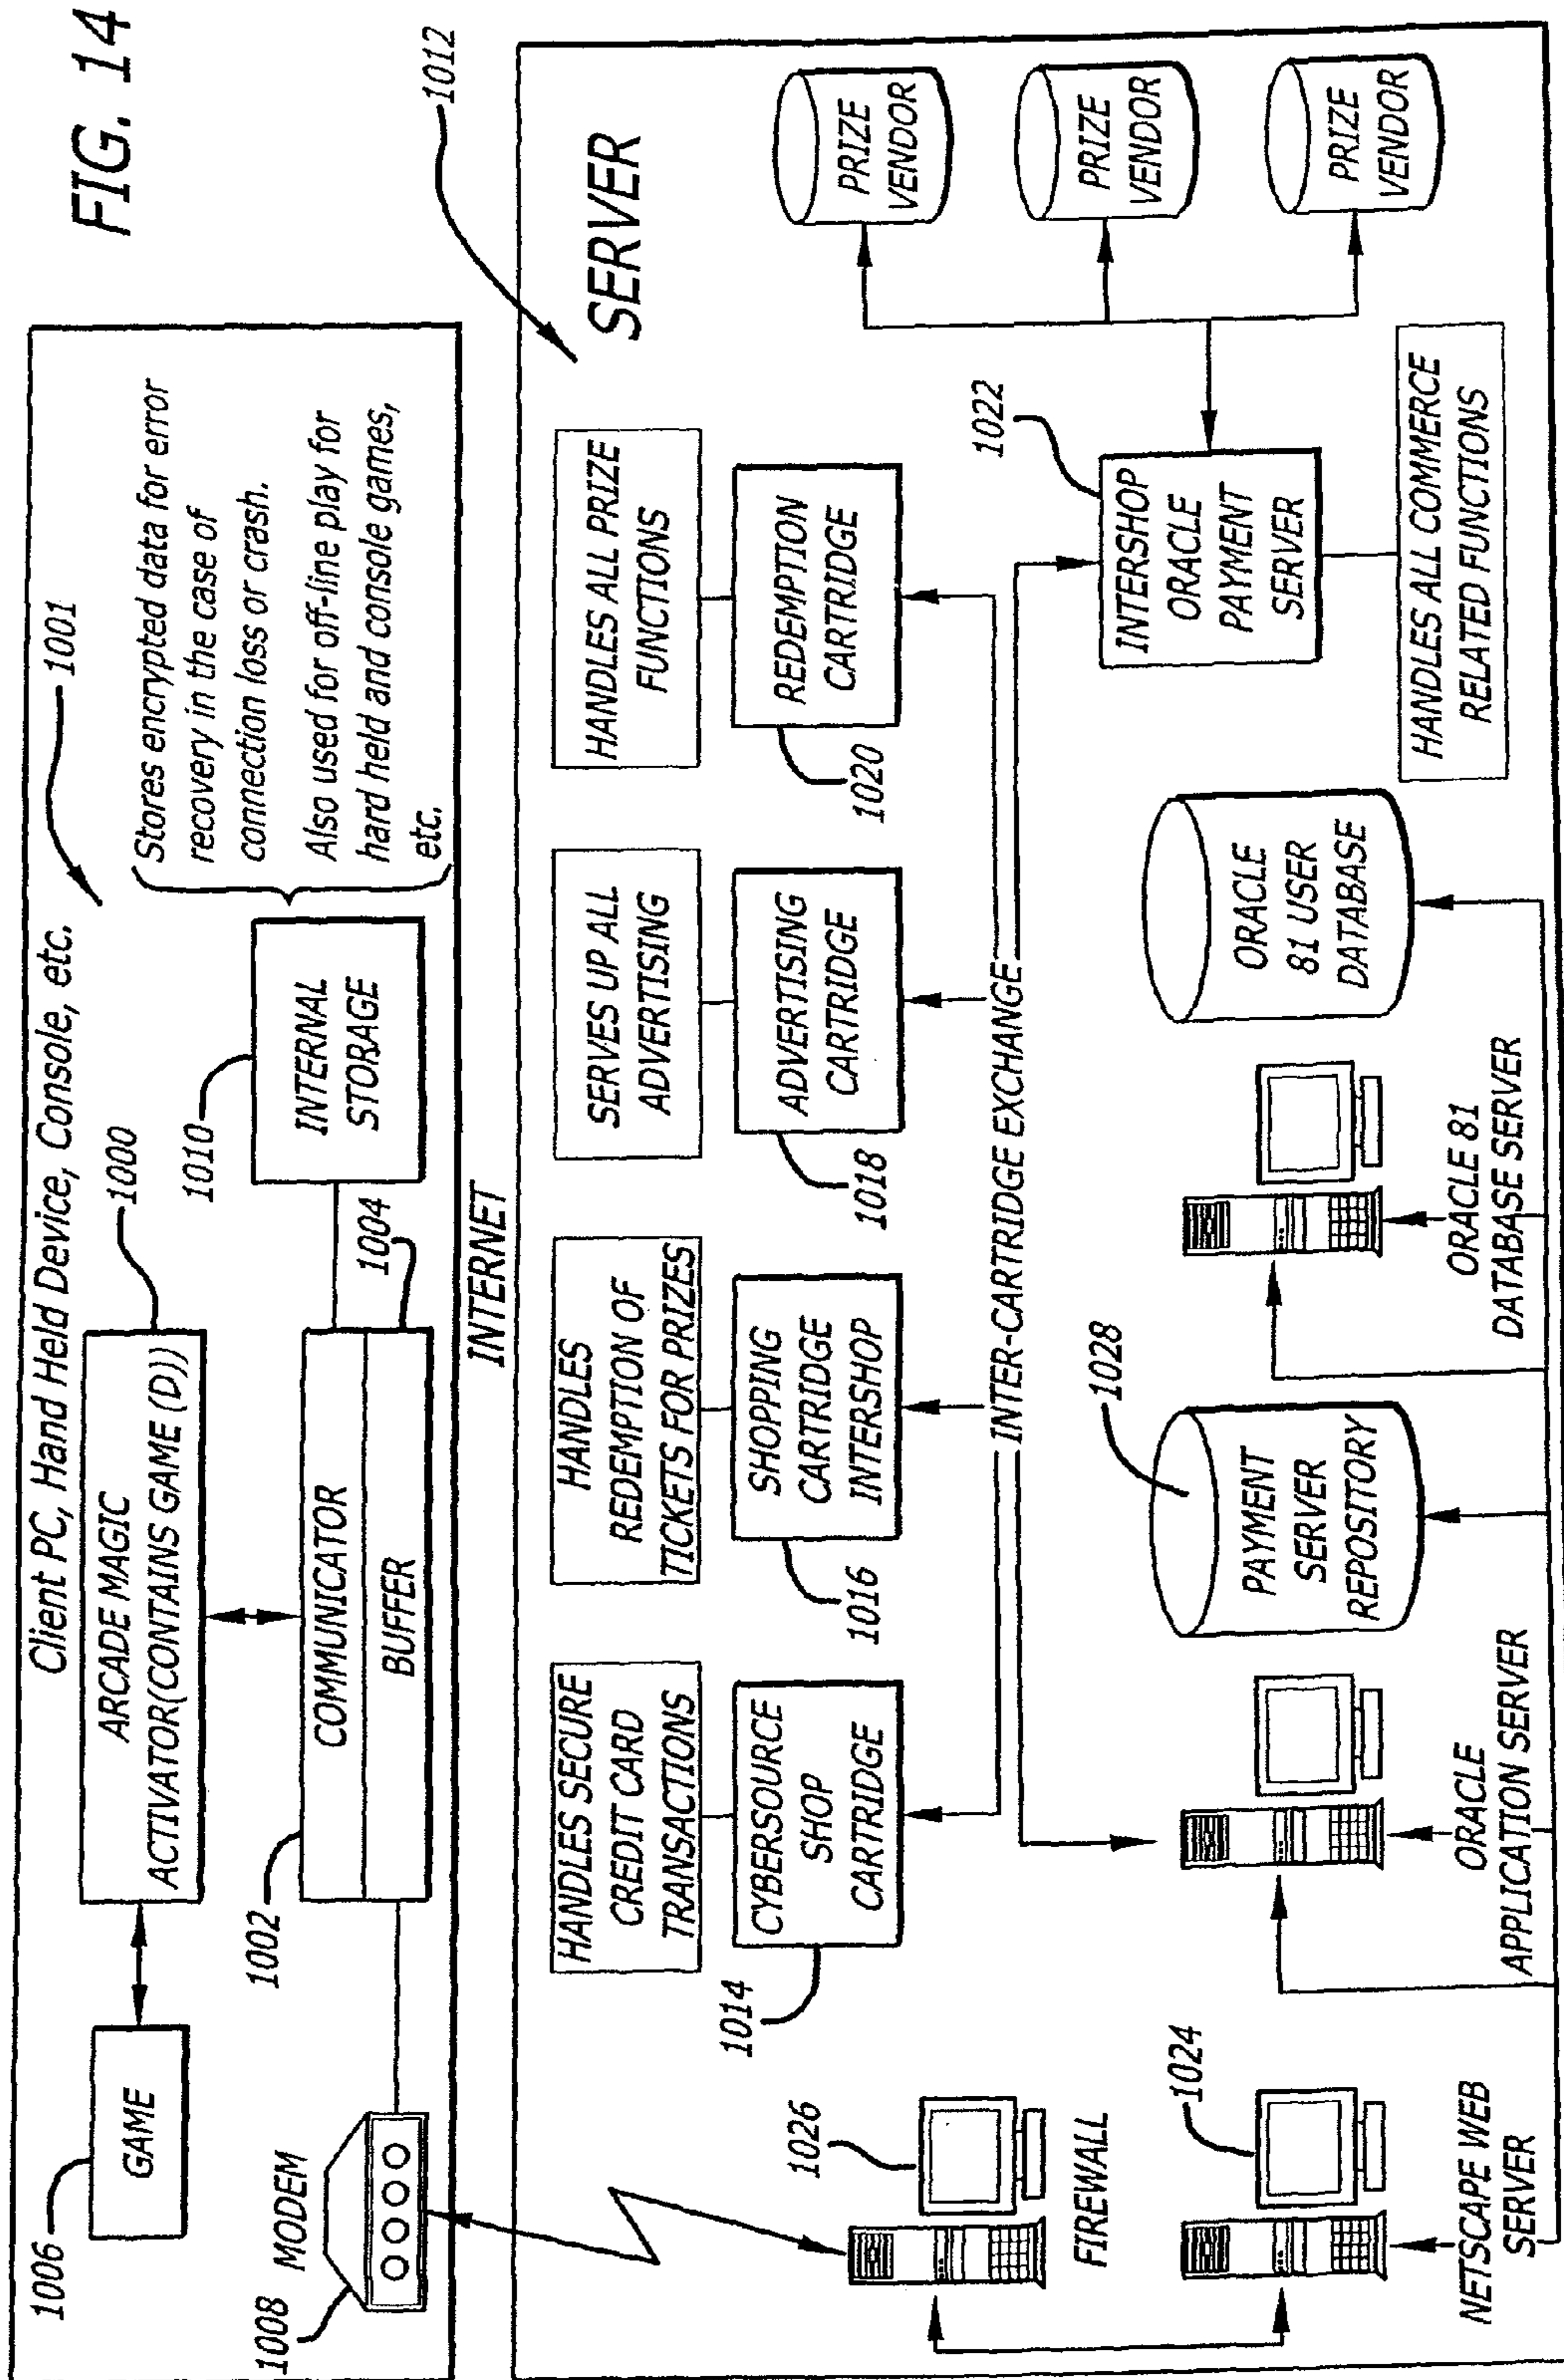 FIG. 14
Client PC, Hand Held Device, Console, etc.
1001
1006
GAME
1000
ARCADE MAGIC
ACTIVATOR(CONTAINS GAME (D))
1010
INTERNAL
STORAGE
Stores encrypted data for error
recovery in the case of
connection loss or crash.
Also used for off-line play for
hard held and console games,
etc.
1008
MODEM
1002
COMMUNICATOR
BUFFER
1004
INTERNET
1012
SERVER
HANDLES SECURE
CREDIT CARD
TRANSACTIONS
HANDLES
REDEMPTION OF
TICKETS FOR PRIZES
SERVES UP ALL
ADVERTISING
HANDLES ALL PRIZE
FUNCTIONS
1014
CYBERSOURCE
SHOP
CARTRIDGE
1016
SHOPPING
CARTRIDGE
INTERSHOP
1018
ADVERTISING
CARTRIDGE
1020
REDEMPTION
CARTRIDGE
PRIZE
VENDOR
PRIZE
VENDOR
PRIZE
VENDOR
INTER-CARTRIDGE EXCHANGE
1026
FIREWALL
1022
INTERSHOP
ORACLE
PAYMENT
SERVER
HANDLES ALL COMMERCE
RELATED FUNCTIONS
1024
NETSCAPE WEB
SERVER
ORACLE
APPLICATION SERVER
1028
PAYMENT
SERVER
REPOSITORY
ORACLE 81
DATABASE SERVER
ORACLE
81 USER
DATABASE